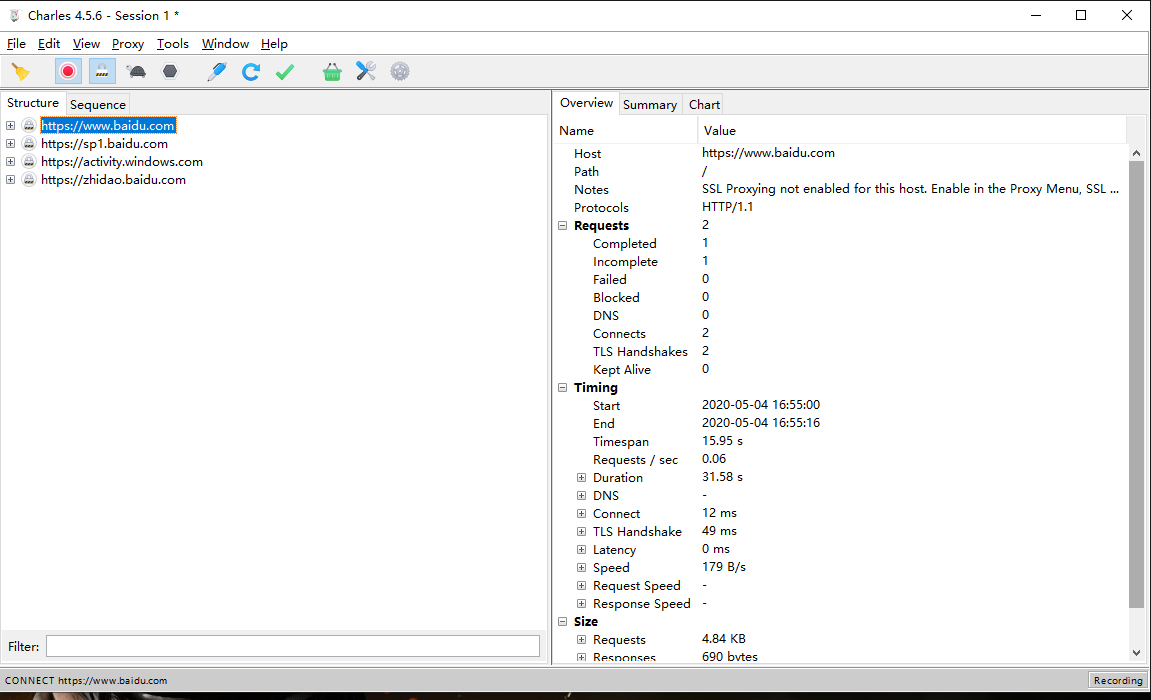 Charles 4.5.6 - Session 1 *
File Edit View Proxy Tools Window Help
Structure Sequence
https://www.baidu.com
https://sp1.baidu.com
https://activity.windows.com
https://zhidao.baidu.com
Filter:
Overview Summary Chart
Name Value
Host https://www.baidu.com
Path /
Notes SSL Proxying not enabled for this host. Enable in the Proxy Menu, SSL ...
Protocols HTTP/1.1
Requests 2
Completed 1
Incomplete 1
Failed 0
Blocked 0
DNS 0
Connects 2
TLS Handshakes 2
Kept Alive 0
Timing
Start 2020-05-04 16:55:00
End 2020-05-04 16:55:16
Timespan 15.95 s
Requests / sec 0.06
Duration 31.58 s
DNS -
Connect 12 ms
TLS Handshake 49 ms
Latency 0 ms
Speed 179 B/s
Request Speed -
Response Speed -
Size
Requests 4.84 KB
Responses 690 bytes
CONNECT https://www.baidu.com
Recording